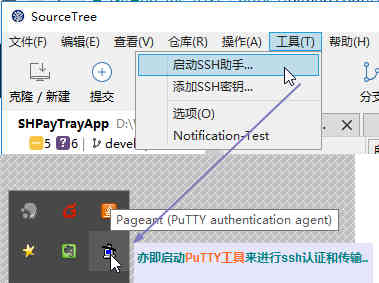 SourceTree
文件(F) 编辑(E) 查看(V) 仓库(R) 操作(A) 工具(T) 帮助(H)
启动SSH助手...
添加SSH密钥...
选项(O)
Notification-Test
克隆 / 新建 提交 分支
SHPayTrayApp D:\
5 6 develop
Pageant (PuTTY authentication agent)
亦即启动PuTTY工具来进行ssh认证和传输..